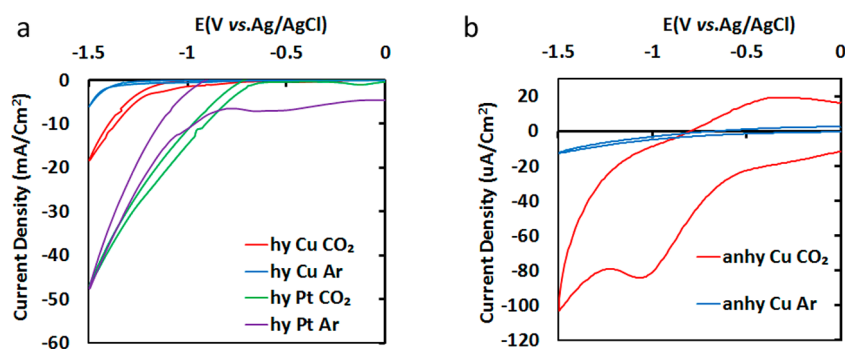 a
E(V vs.Ag/AgCl)
-1.5 -1 -0.5 0
0
-10
-20
-30
-40
-50
-60
Current Density (mA/Cm²)
hy Cu CO₂
hy Cu Ar
hy Pt CO₂
hy Pt Ar
b
E(V vs.Ag/AgCl)
-1.5 -1 -0.5 0
20
0
-20
-40
-60
-80
-100
-120
Current Density (uA/Cm²)
anhy Cu CO₂
anhy Cu Ar